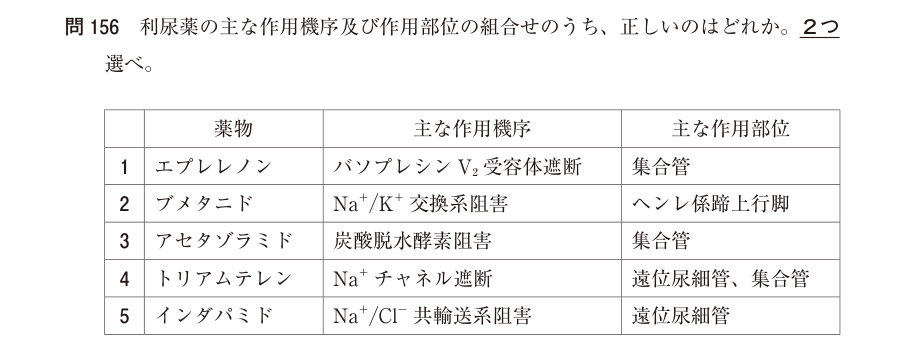 問 156 利尿薬の主な作用機序及び作用部位の組合せのうち、正しいのはどれか。2つ
選べ。
薬物 主な作用機序 主な作用部位
1 エプレレノン バソプレシン V₂ 受容体遮断 集合管
2 ブメタニド Na⁺/K⁺ 交換系阻害 ヘンレ係蹄上行脚
3 アセタゾラミド 炭酸脱水酵素阻害 集合管
4 トリアムテレン Na⁺ チャネル遮断 遠位尿細管、集合管
5 インダパミド Na⁺/Cl⁻ 共輸送系阻害 遠位尿細管